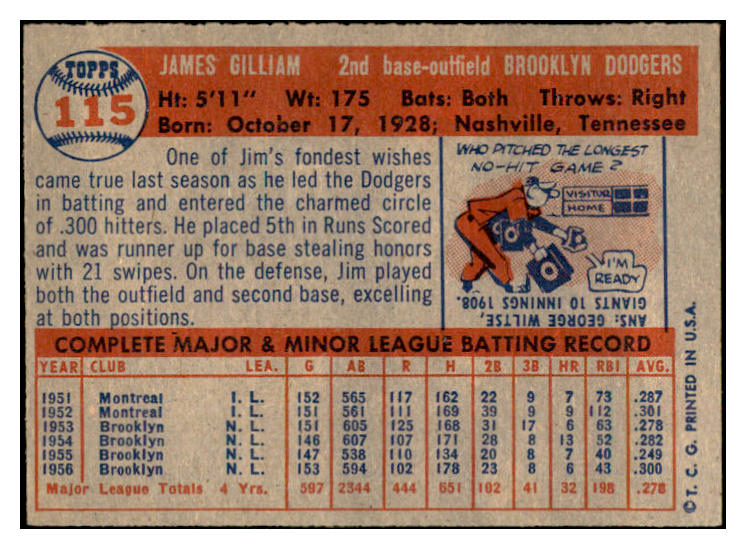 TOPPS
115
JAMES GILLIAM 2nd base-outfield BROOKLYN DODGERS
Ht: 5'11" Wt: 175 Bats: Both Throws: Right
Born: October 17, 1928; Nashville, Tennessee
One of Jim's fondest wishes
came true last season as he led the Dodgers
in batting and entered the charmed circle
of .300 hitters. He placed 5th in Runs Scored
and was runner up for base stealing honors
with 21 swipes. On the defense, Jim played
both the outfield and second base, excelling
at both positions.
WHO PITCHED THE LONGEST
NO-HIT GAME?
VISITOR
HOME
I'M
READY
ANS: GEORGE WILTSE,
GIANTS 10 INNINGS 1908.
COMPLETE MAJOR & MINOR LEAGUE BATTING RECORD
YEAR CLUB LEA. G AB R H 2B 3B HR RBI AVG.
1951 Montreal I. L. 152 565 117 162 22 9 7 73 .287
1952 Montreal I. L. 151 561 111 169 39 9 9 112 .301
1953 Brooklyn N. L. 151 605 125 168 31 17 6 63 .278
1954 Brooklyn N. L. 146 607 107 171 28 8 13 52 .282
1955 Brooklyn N. L. 147 538 110 134 20 8 7 40 .249
1956 Brooklyn N. L. 153 594 102 178 23 8 6 43 .300
Major League Totals 4 Yrs. 597 2344 444 651 102 41 32 198 .278
© T. C. G. PRINTED IN U.S.A.